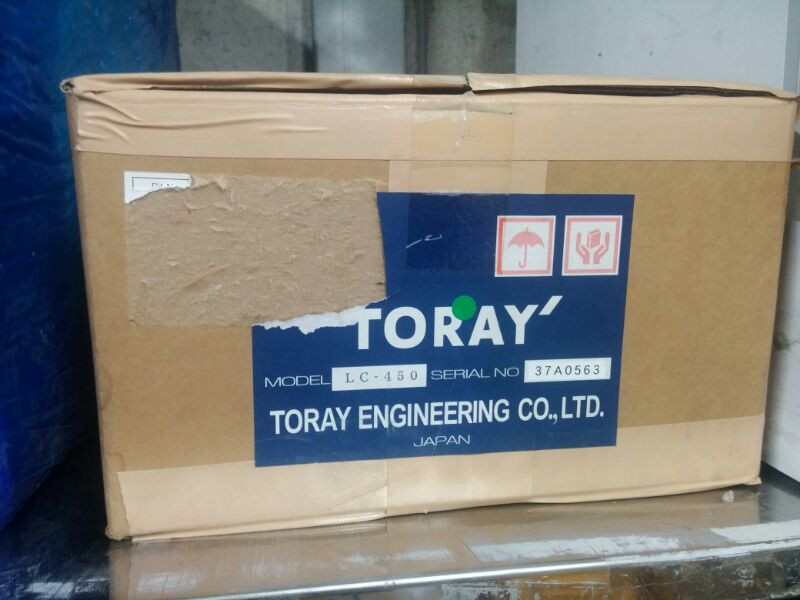 TORAY
MODEL LC-450 SERIAL NO 37A0563
TORAY ENGINEERING CO., LTD.
JAPAN